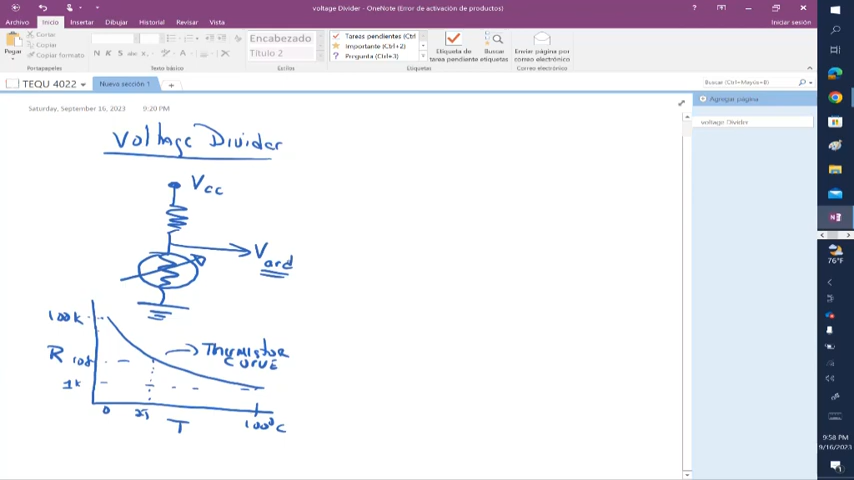 voltage Divider - OneNote (Error de activación de productos)
Archivo Inicio Insertar Dibujar Historial Revisar Vista
Iniciar sesión
Pegar
Cortar
Copiar
Copiar formato
Portapapeles
N K S
Encabezado
Título 2
Estilos
Tareas pendientes (Ctrl+
Importante (Ctrl+2)
Pregunta (Ctrl+3)
Etiqueta de tarea pendiente
Buscar etiquetas
Etiquetas
Enviar página por correo electrónico
Correo electrónico
TEQU 4022
Nueva sección 1
Buscar (Ctrl+Mayús+B)
Saturday, September 16, 2023 9:20 PM
Agregar página
voltage Divider
Voltage Divider
Vcc
Vard
100k
R
1k
THERMISTOR CURVE
0
T
100°C
76°F
9:58 PM
9/16/2023